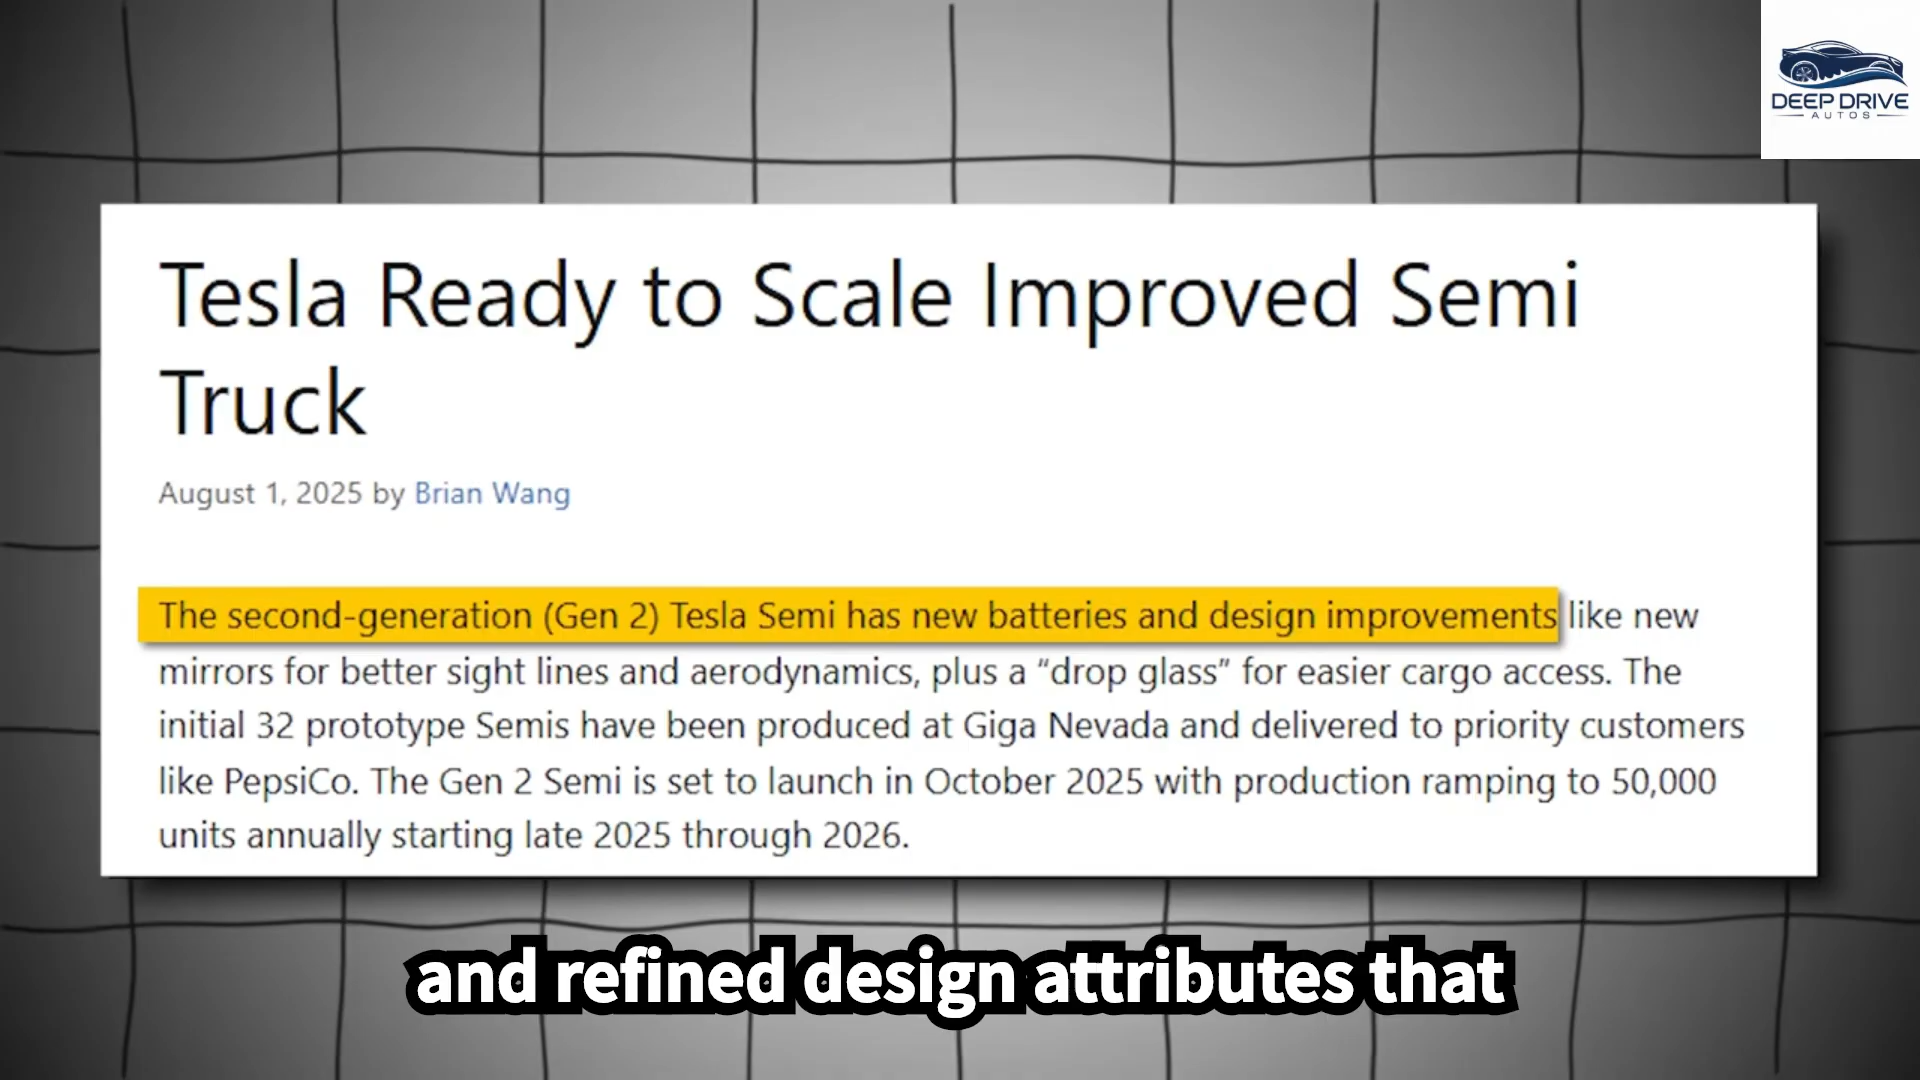 DEEP DRIVE
AUTOS
Tesla Ready to Scale Improved Semi
Truck
August 1, 2025 by Brian Wang
The second-generation (Gen 2) Tesla Semi has new batteries and design improvements like new
mirrors for better sight lines and aerodynamics, plus a “drop glass” for easier cargo access. The
initial 32 prototype Semis have been produced at Giga Nevada and delivered to priority customers
like PepsiCo. The Gen 2 Semi is set to launch in October 2025 with production ramping to 50,000
units annually starting late 2025 through 2026.
and refined design attributes that